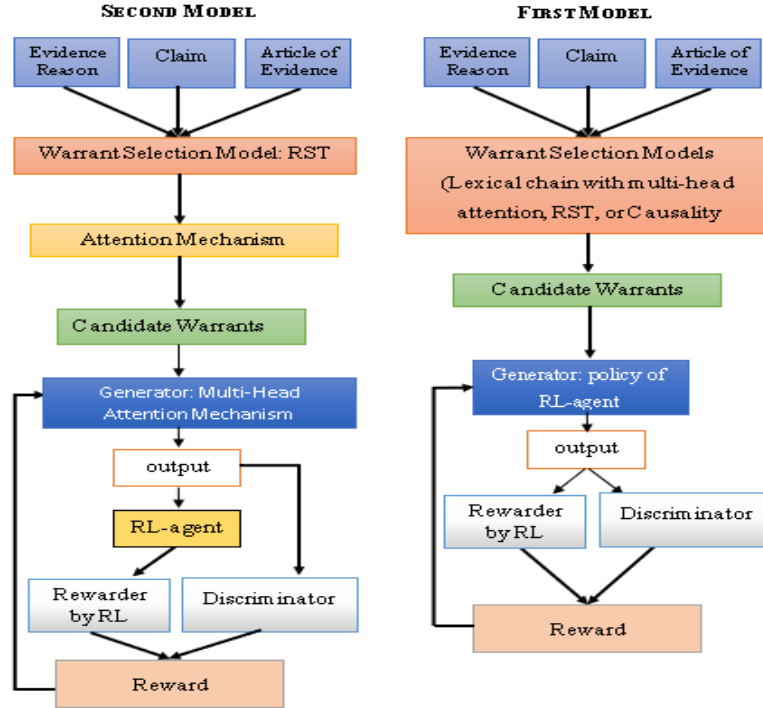 SECOND MODEL
Evidence
Reason
Claim
Article of
Evidence
Warrant Selection Model: RST
Attention Mechanism
Candidate Warrants
Generator: Multi-Head
Attention Mechanism
output
RL-agent
Rewarder
by RL
Discriminator
Reward
FIRST MODEL
Evidence
Reason
Claim
Article of
Evidence
Warrant Selection Models
(Lexical chain with multi-head
attention, RST, or Causality
Candidate Warrants
Generator: policy of
RL-agent
output
Rewarder
by RL
Discriminator
Reward